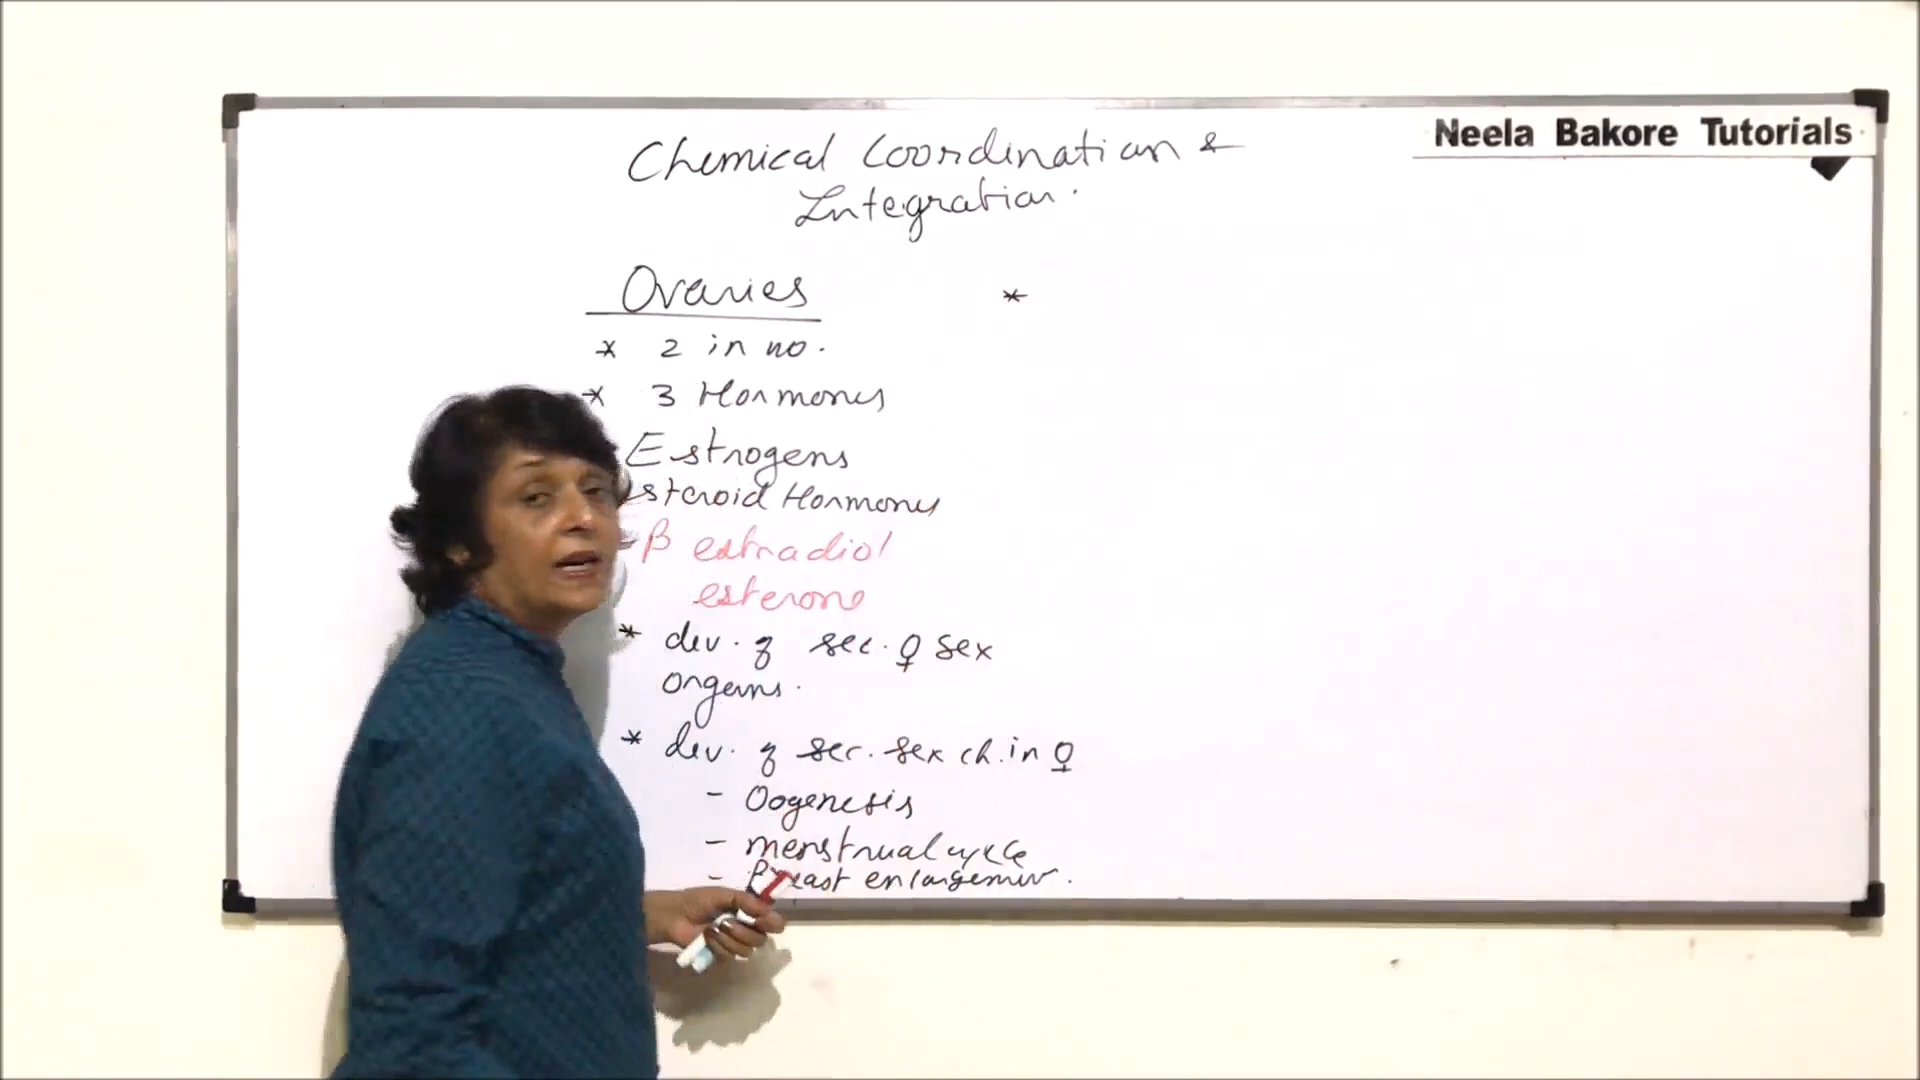 Neela Bakore Tutorials
Chemical Coordination &
Integration.
Ovaries
*
* 2 in no.
* 3 Hormones
Estrogens
steroid Hormones
- β estradiol
esterone
* dev. of sec. ♀ sex
organs.
* dev. of sec. sex ch. in ♀
- Oogenesis
- menstrual cycle
- Breast enlargement.